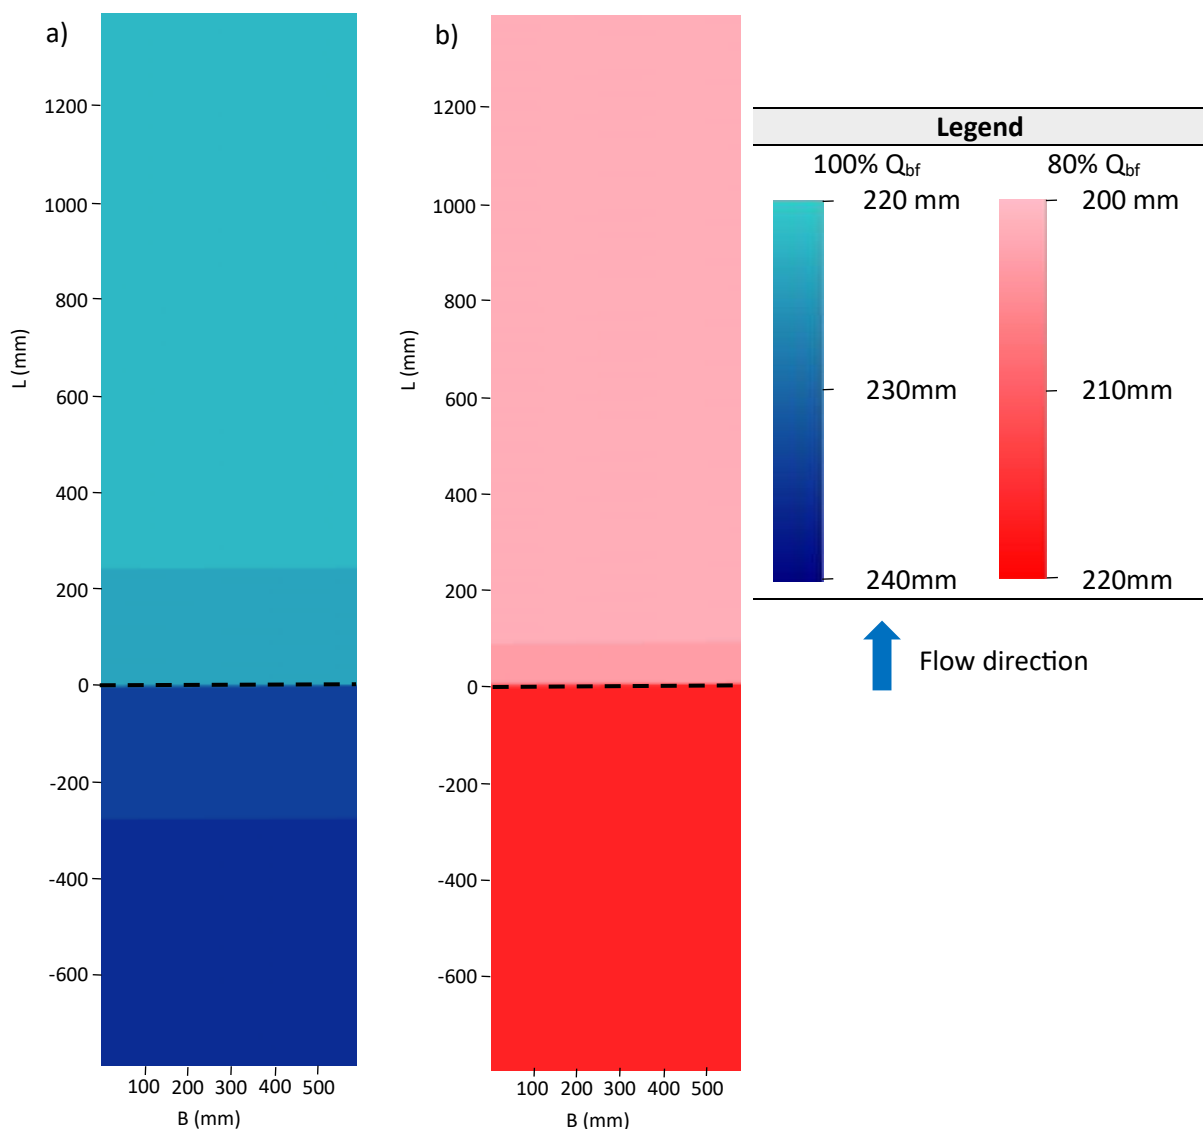 a)
1200
1000
800
600
400
200
0
-200
-400
-600
L (mm)
100 200 300 400 500
B (mm)
b)
1200
1000
800
600
400
200
0
-200
-400
-600
L (mm)
100 200 300 400 500
B (mm)
Legend
100% Qbf 80% Qbf
220 mm 200 mm
230mm 210mm
240mm 220mm
Flow direction